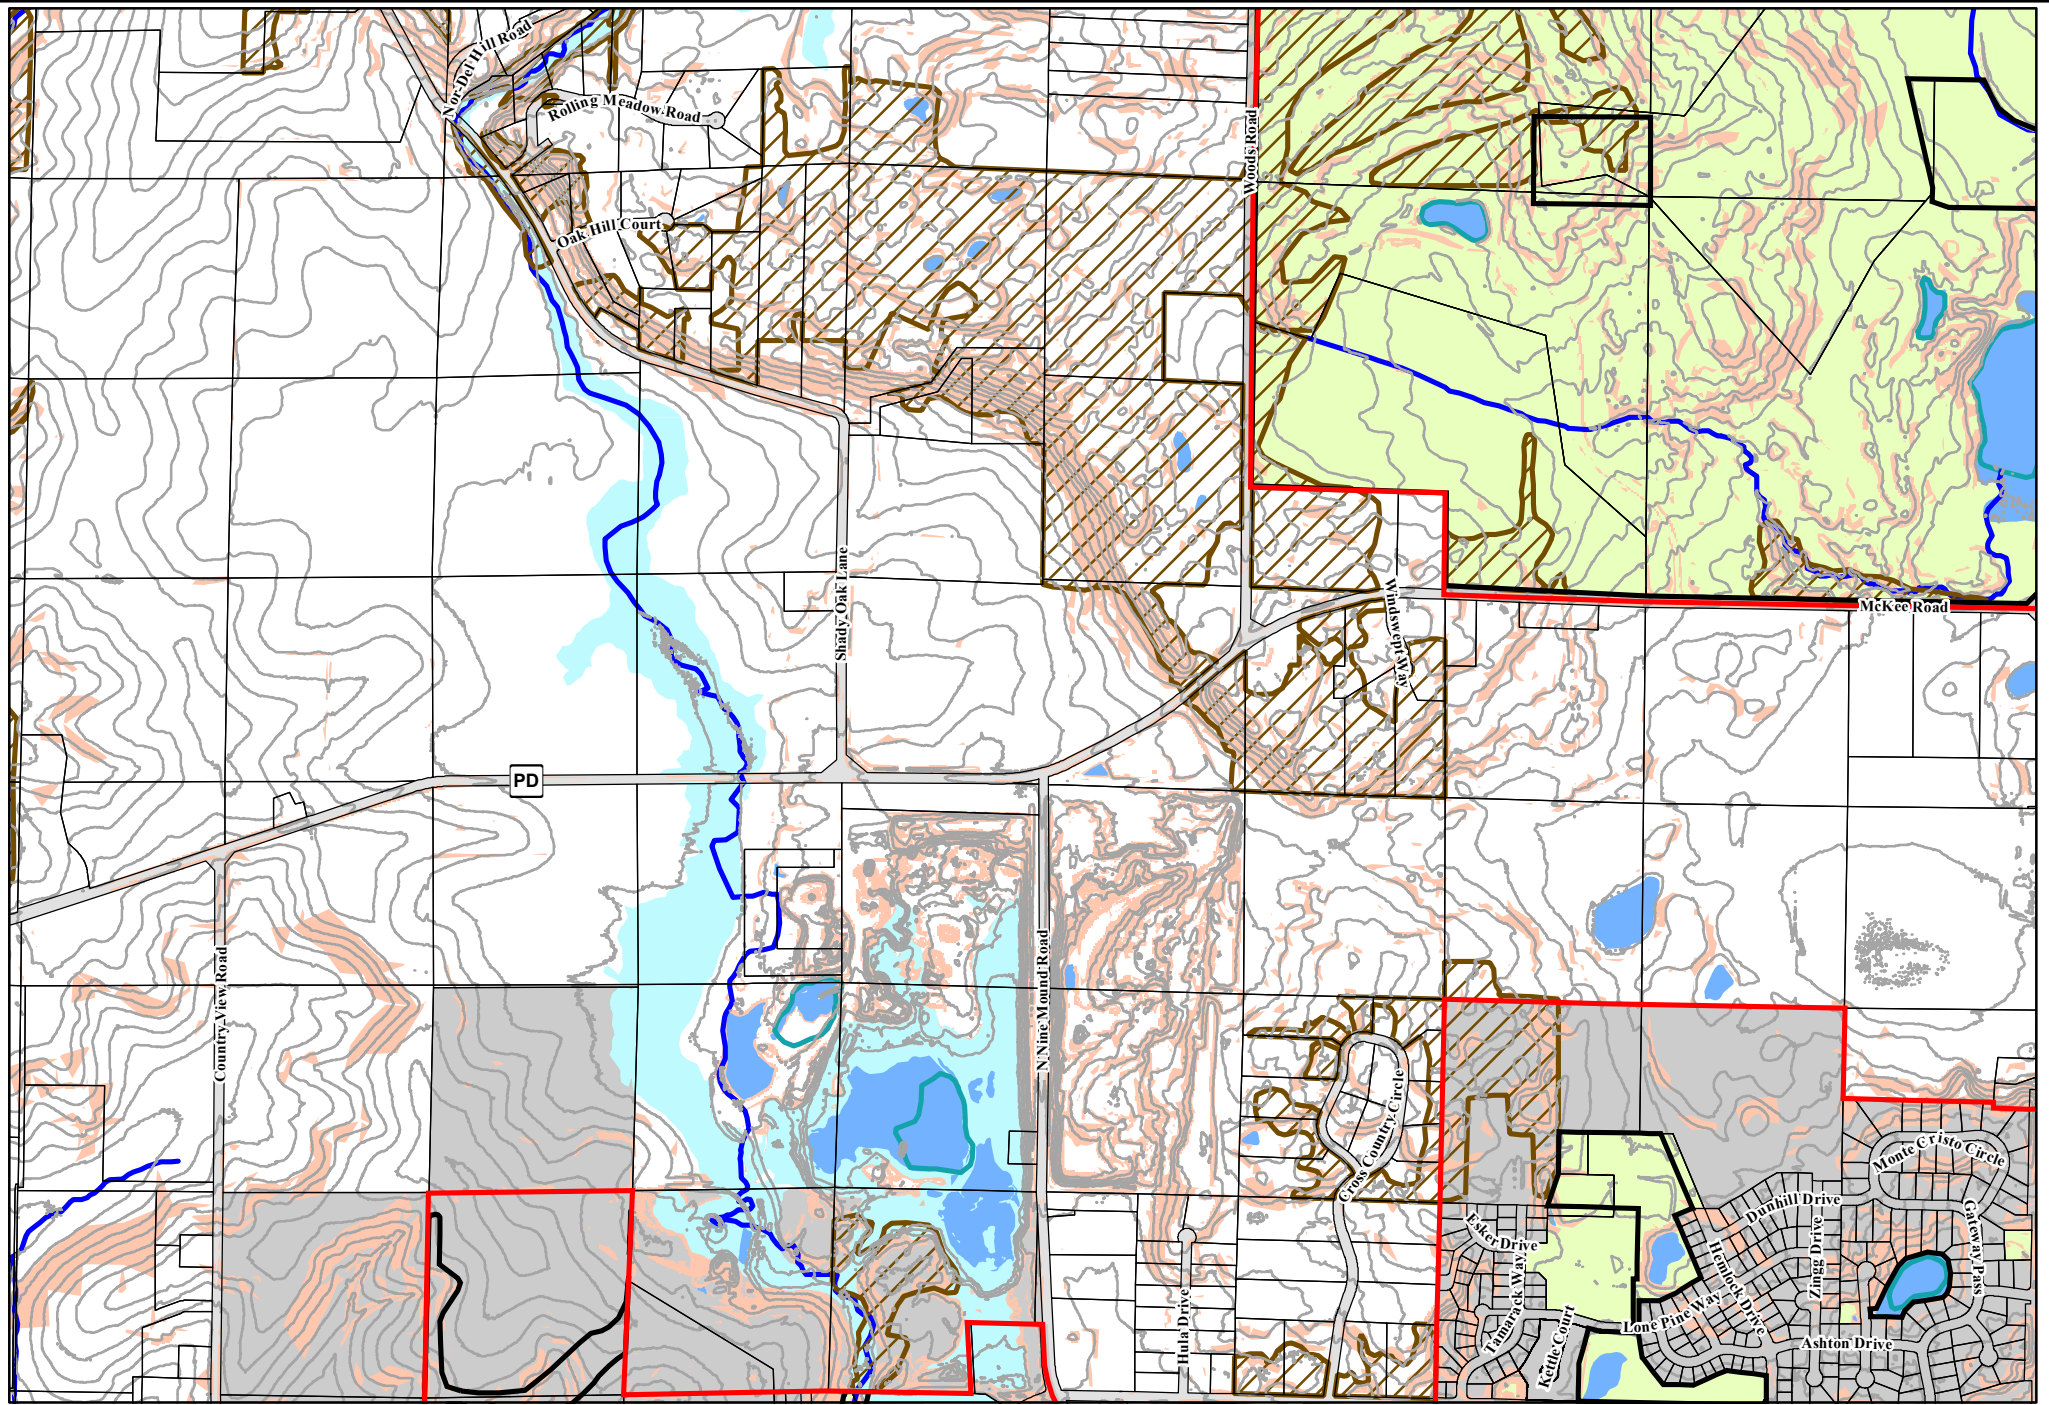 Nor-Del Hill Road
Rolling Meadow Road
Woods Road
Oak Hill Court
Shady Oak Lane
Windswept Way
McKee Road
PD
Country View Road
N Nine Mound Road
Cross Country Circle
Monte Cristo Circle
Dunhill Drive
Esker Drive
Gateway Pass
Zingg Drive
Hemlock Drive
Tamarack Way
Lone Pine Way
Kettle Court
Hula Drive
Ashton Drive